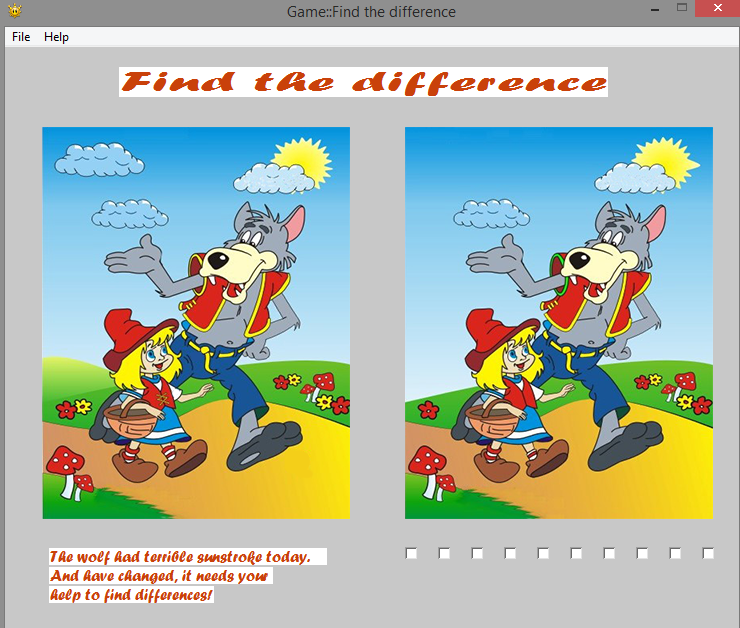 Game::Find the difference
File Help
Find the difference
The wolf had terrible sunstroke today.
And have changed, it needs your
help to find differences!